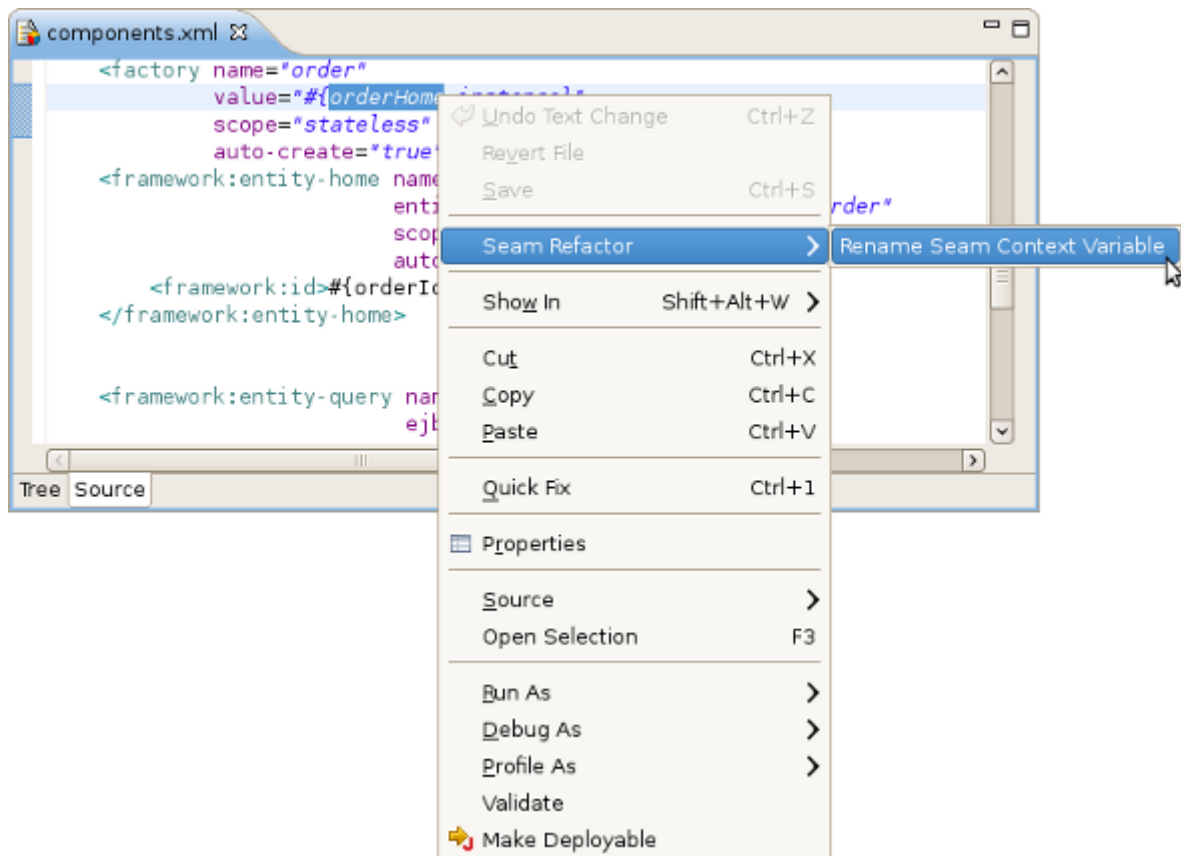 components.xml
<factory name="order"
value="#{orderHome.instance}"
scope="stateless"
auto-create="true"
<framework:entity-home name
enti rder"
scop
auto
<framework:id>#{orderId
</framework:entity-home>
<framework:entity-query nam
ejb
Tree Source
Undo Text Change Ctrl+Z
Revert File
Save Ctrl+S
Seam Refactor
Rename Seam Context Variable
Show In Shift+Alt+W
Cut Ctrl+X
Copy Ctrl+C
Paste Ctrl+V
Quick Fix Ctrl+1
Properties
Source
Open Selection F3
Run As
Debug As
Profile As
Validate
Make Deployable